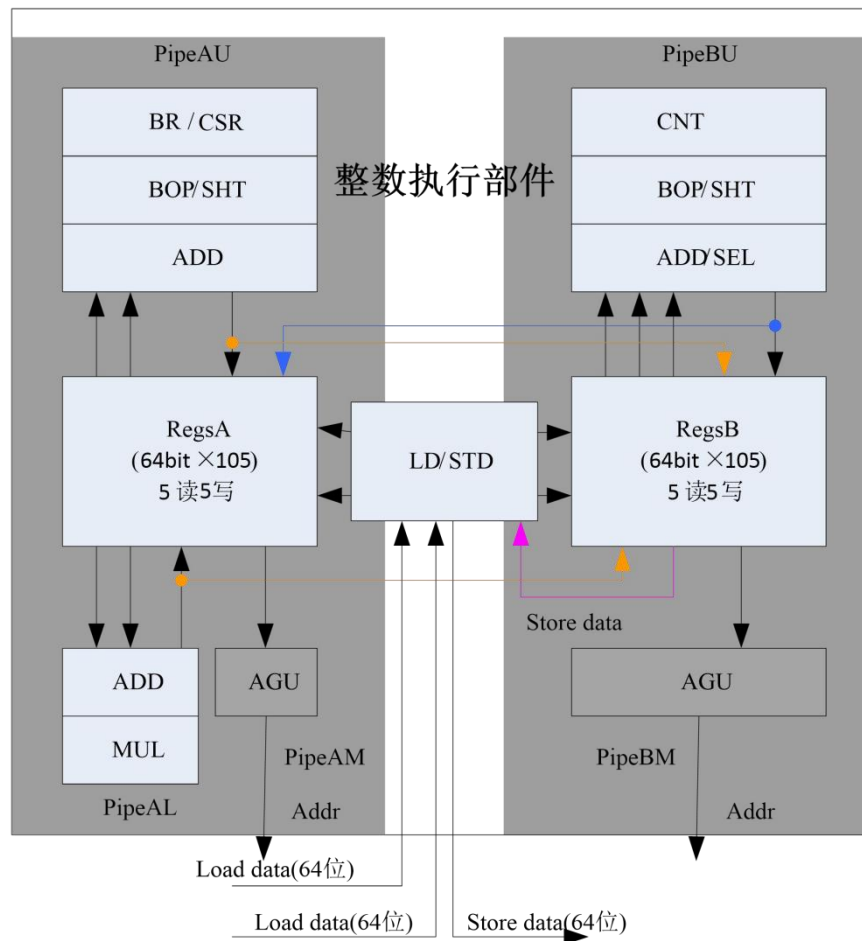 PipeAU
PipeBU
BR / CSR
CNT
整数执行部件
BOP/SHT
BOP/SHT
ADD
ADD/SEL
RegsA
(64bit ×105)
5 读5写
LD/STD
RegsB
(64bit ×105)
5 读5写
Store data
ADD
MUL
PipeAL
AGU
PipeAM
Addr
AGU
PipeBM
Addr
Load data(64位)
Load data(64位)
Store data(64位)